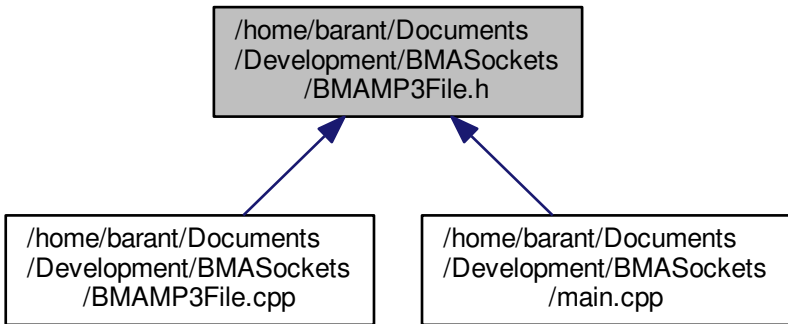 /home/barant/Documents
/Development/BMASockets
/BMAMP3File.h
/home/barant/Documents
/Development/BMASockets
/BMAMP3File.cpp
/home/barant/Documents
/Development/BMASockets
/main.cpp